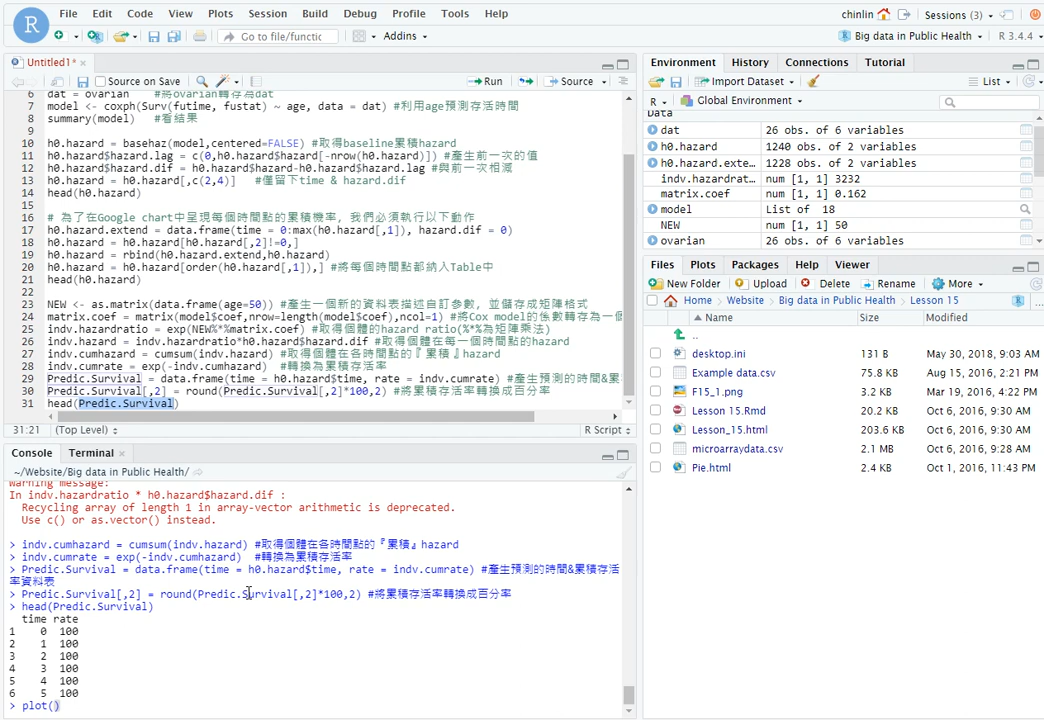 File Edit Code View Plots Session Build Debug Profile Tools Help
chinlin Sessions (3)
R
Go to file/functic Addins
Big data in Public Health R 3.4.4
Untitled1*
Source on Save Run Source
6 dat = ovarian #將ovarian轉存為dat
7 model <- coxph(Surv(futime, fustat) ~ age, data = dat) #利用age預測存活時間
8 summary(model) #看結果
9
10 h0.hazard = basehaz(model,centered=FALSE) #取得baseline累積hazard
11 h0.hazard$hazard.lag = c(0,h0.hazard$hazard[-nrow(h0.hazard)]) #產生前一次的值
12 h0.hazard$hazard.dif = h0.hazard$hazard-h0.hazard$hazard.lag #與前一次相減
13 h0.hazard = h0.hazard[,c(2,4)] #僅留下time & hazard.dif
14 head(h0.hazard)
15
16 # 為了在Google chart中呈現每個時間點的累積機率, 我們必須執行以下動作
17 h0.hazard.extend = data.frame(time = 0:max(h0.hazard[,1]), hazard.dif = 0)
18 h0.hazard = h0.hazard[h0.hazard[,2]!=0,]
19 h0.hazard = rbind(h0.hazard.extend,h0.hazard)
20 h0.hazard = h0.hazard[order(h0.hazard[,1]),] #將每個時間點都納入Table中
21 head(h0.hazard)
22
23 NEW <- as.matrix(data.frame(age=50)) #產生一個新的資料表描述自訂參數, 並儲存成矩陣格式
24 matrix.coef = matrix(model$coef,nrow=length(model$coef),ncol=1) #將Cox model的係數轉存為一個
25 indv.hazardratio = exp(NEW%*%matrix.coef) #取得個體的hazard ratio(%*%為矩陣乘法)
26 indv.hazard = indv.hazardratio*h0.hazard$hazard.dif #取得個體在每一個時間點的hazard
27 indv.cumhazard = cumsum(indv.hazard) #取得個體在各時間點的『累積』hazard
28 indv.cumrate = exp(-indv.cumhazard) #轉換為累積存活率
29 Predic.Survival = data.frame(time = h0.hazard$time, rate = indv.cumrate) #產生預測的時間&累
30 Predic.Survival[,2] = round(Predic.Survival[,2]*100,2) #將累積存活率轉換成百分率
31 head(Predic.Survival)
31:21 (Top Level) R Script
Console Terminal
~/Website/Big data in Public Health/
Warning message:
In indv.hazardratio * h0.hazard$hazard.dif :
Recycling array of length 1 in array-vector arithmetic is deprecated.
Use c() or as.vector() instead.
> indv.cumhazard = cumsum(indv.hazard) #取得個體在各時間點的『累積』hazard
> indv.cumrate = exp(-indv.cumhazard) #轉換為累積存活率
> Predic.Survival = data.frame(time = h0.hazard$time, rate = indv.cumrate) #產生預測的時間&累積存活
率資料表
> Predic.Survival[,2] = round(Predic.Survival[,2]*100,2) #將累積存活率轉換成百分率
> head(Predic.Survival)
time rate
1 0 100
2 1 100
3 2 100
4 3 100
5 4 100
6 5 100
> plot()
Environment History Connections Tutorial
Import Dataset List
R Global Environment
Data
dat 26 obs. of 6 variables
h0.hazard 1240 obs. of 2 variables
h0.hazard.exte… 1228 obs. of 2 variables
indv.hazardrat… num [1, 1] 3232
matrix.coef num [1, 1] 0.162
model List of 18
NEW num [1, 1] 50
ovarian 26 obs. of 6 variables
Files Plots Packages Help Viewer
New Folder Upload Delete Rename More
Home Website Big data in Public Health Lesson 15
Name Size Modified
..
desktop.ini 131 B May 30, 2018, 9:03 AM
Example data.csv 75.8 KB Aug 15, 2016, 2:21 PM
F15_1.png 3.2 KB Mar 19, 2016, 4:22 PM
Lesson 15.Rmd 20.2 KB Oct 6, 2016, 9:30 AM
Lesson_15.html 203.6 KB Oct 6, 2016, 9:30 AM
microarraydata.csv 2.1 MB Oct 6, 2016, 9:28 AM
Pie.html 2.4 KB Oct 1, 2016, 11:43 PM